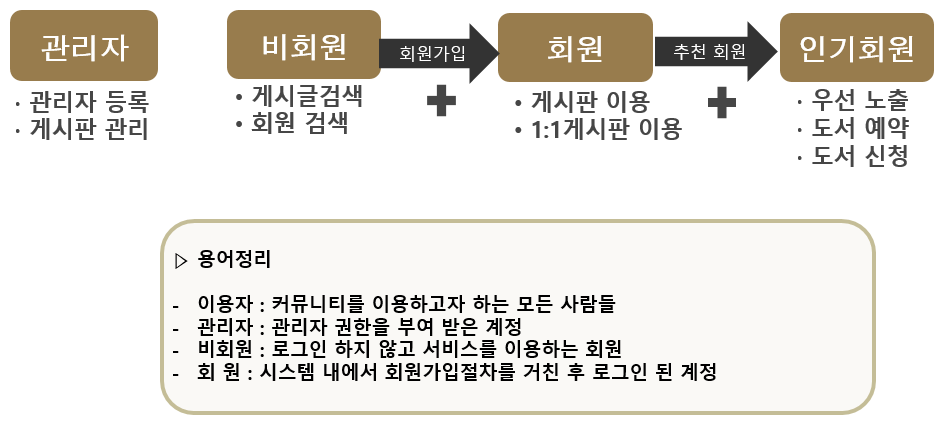 관리자
· 관리자 등록
· 게시판 관리
비회원
• 게시글검색
• 회원 검색
회원가입
회원
• 게시판 이용
• 1:1게시판 이용
추천 회원
인기회원
· 우선 노출
· 도서 예약
· 도서 신청
▷ 용어정리
- 이용자 : 커뮤니티를 이용하고자 하는 모든 사람들
- 관리자 : 관리자 권한을 부여 받은 계정
- 비회원 : 로그인 하지 않고 서비스를 이용하는 회원
- 회 원 : 시스템 내에서 회원가입절차를 거친 후 로그인 된 계정